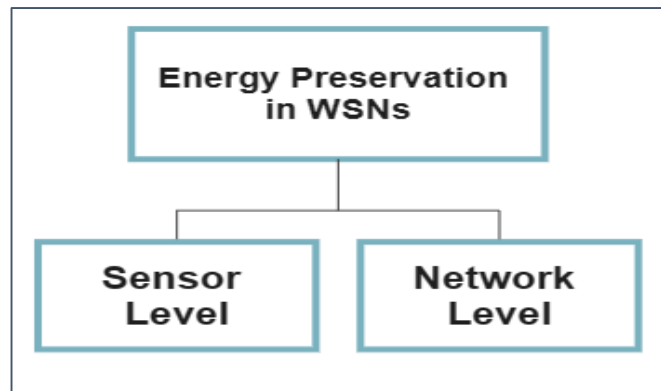 Energy Preservation
in WSNs
Sensor
Level
Network
Level